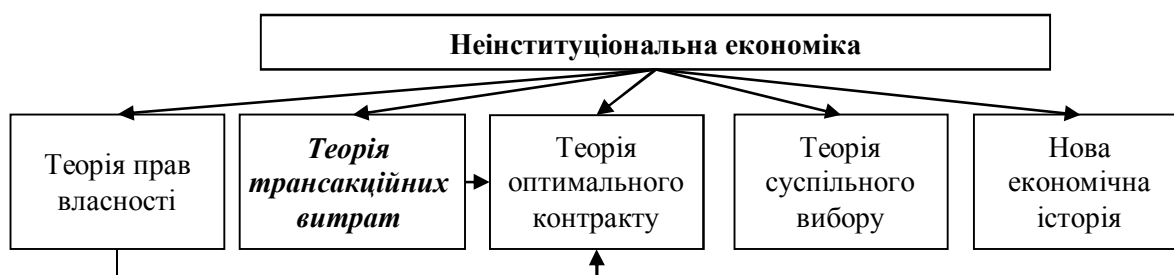 Неінституціональна економіка
Теорія прав
власності
Теорія
трансакційних
витрат
Теорія
оптимального
контракту
Теорія
суспільного
вибору
Нова
економічна
історія